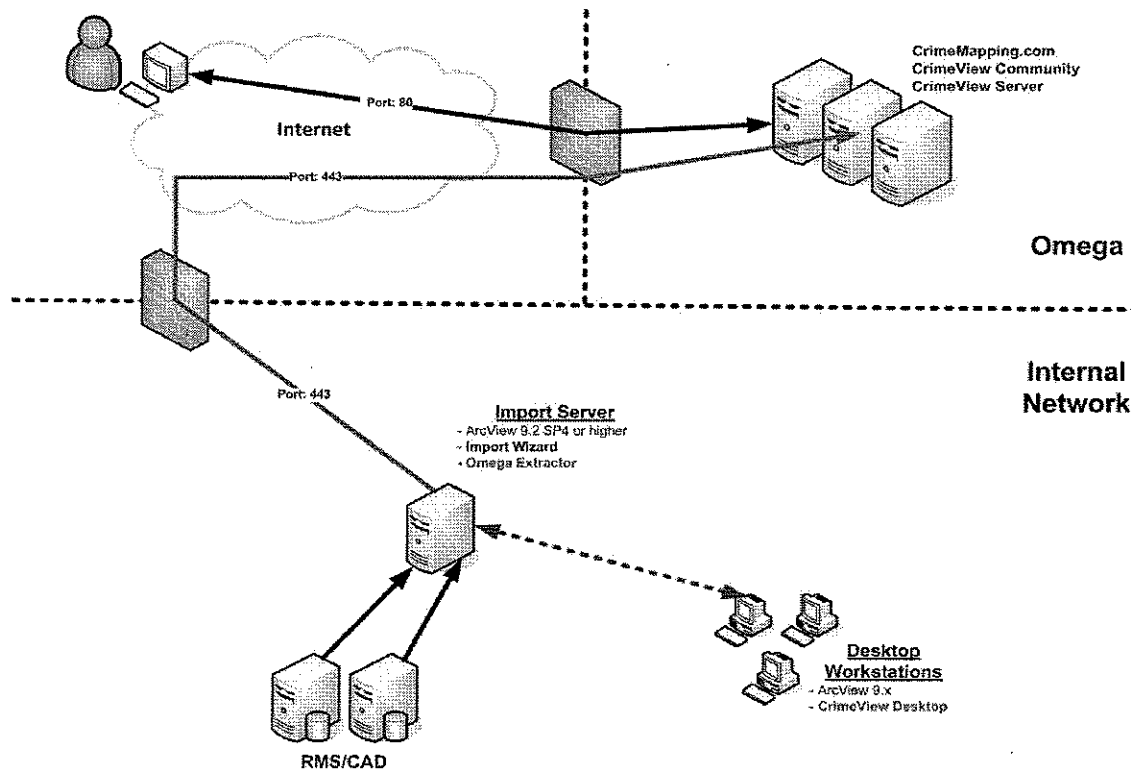 CrimeMapping.com
CrimeView Community
CrimeView Server
Port: 80
Internet
Port: 443
Omega
Internal
Network
Port: 443
Import Server
- ArcView 9.2 SP4 or higher
- Import Wizard
- Omega Extractor
Desktop
Workstations
- ArcView 9.x
- CrimeView Desktop
RMS/CAD